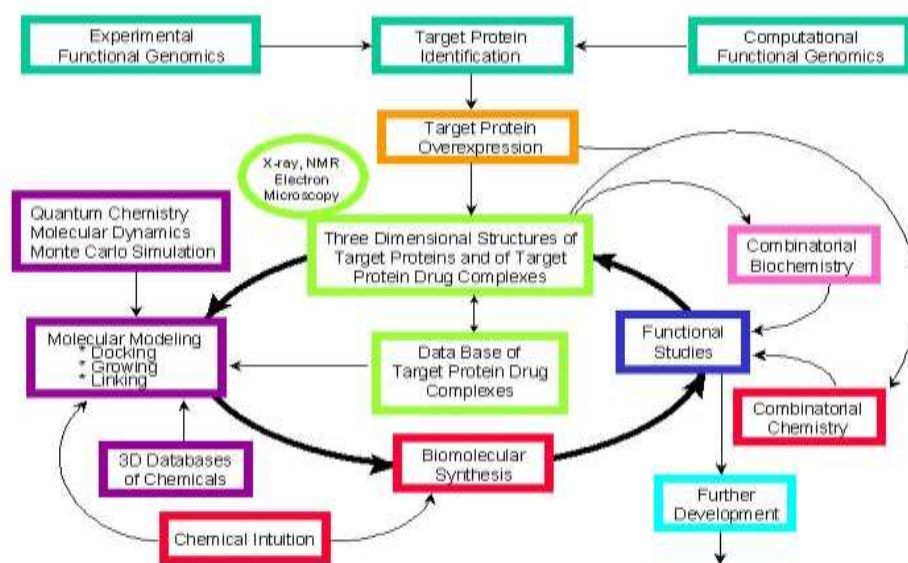 Experimental
Functional Genomics
Target Protein
Identification
Computational
Functional Genomics
Target Protein
Overexpression
X-ray, NMR
Electron
Microscopy
Quantum Chemistry
Molecular Dynamics
Monte Carlo Simulation
Three Dimensional Structures of
Target Proteins and of Target
Protein Drug Complexes
Combinatorial
Biochemistry
Molecular Modeling
* Docking
* Growing
* Linking
Data Base of
Target Protein Drug
Complexes
Functional
Studies
Combinatorial
Chemistry
3D Databases
of Chemicals
Biomolecular
Synthesis
Further
Development
Chemical Intuition